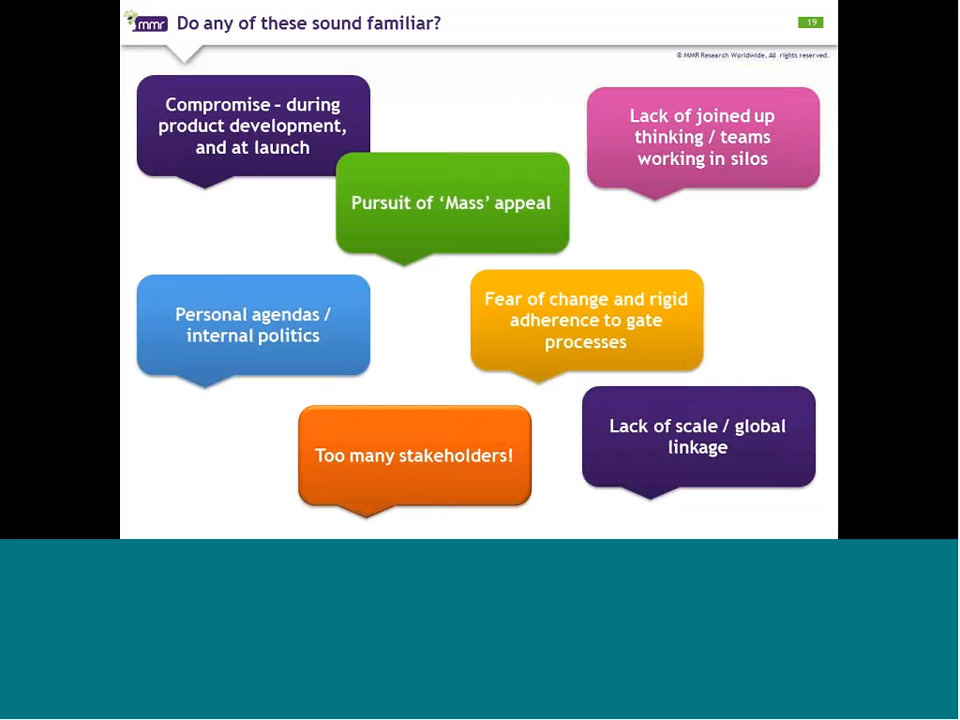 mmr
Do any of these sound familiar?
19
© MMR Research Worldwide. All rights reserved.
Compromise – during
product development,
and at launch
Lack of joined up
thinking / teams
working in silos
Pursuit of ‘Mass’ appeal
Personal agendas /
internal politics
Fear of change and rigid
adherence to gate
processes
Too many stakeholders!
Lack of scale / global
linkage